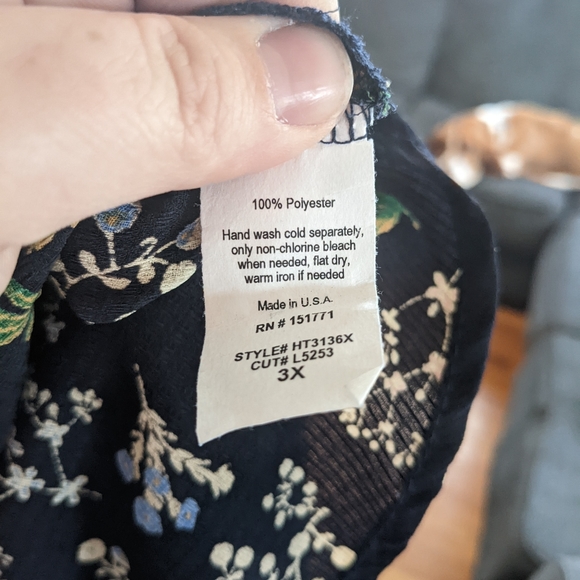 100% Polyester
Hand wash cold separately,
only non-chlorine bleach
when needed, flat dry,
warm iron if needed
Made in U.S.A.
RN # 151771
STYLE# HT3136X
CUT# L5253
3X